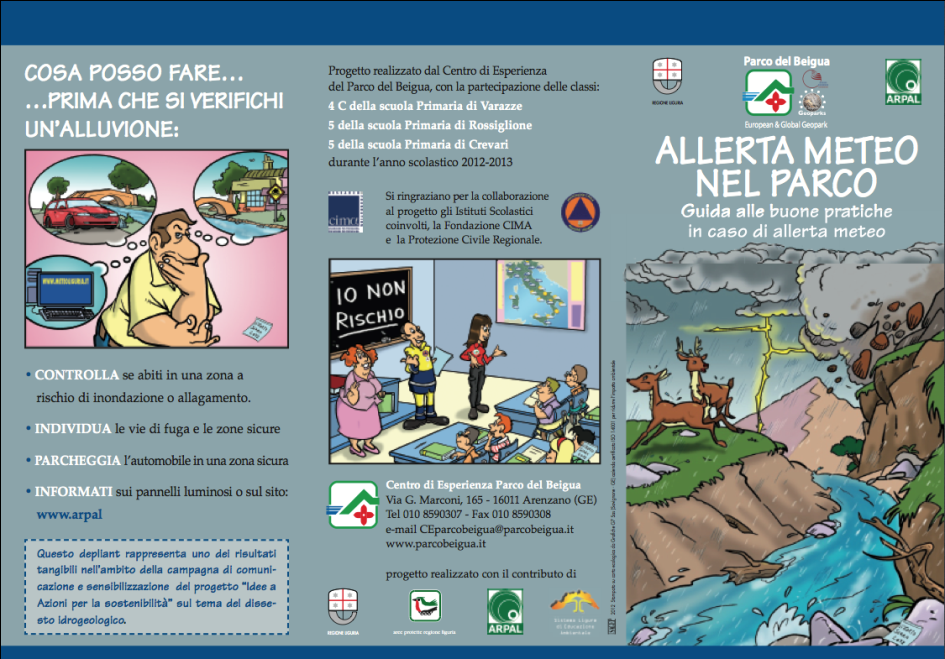 COSA POSSO FARE...
...PRIMA CHE SI VERIFICHI
UN'ALLUVIONE:
WWW.METEOLIGURIA.IT
• CONTROLLA se abiti in una zona a
rischio di inondazione o allagamento.
• INDIVIDUA le vie di fuga e le zone sicure
• PARCHEGGIA l'automobile in una zona sicura
• INFORMATI sui pannelli luminosi o sul sito:
www.arpal
Questo depliant rappresenta uno dei risultati
tangibili nell'ambito della campagna di comuni-
cazione e sensibilizzazione del progetto "Idee a
Azioni per la sostenibilità" sul tema del disse-
sto idrogeologico.
Progetto realizzato dal Centro di Esperienza
del Parco del Beigua, con la partecipazione delle classi:
4 C della scuola Primaria di Varazze
5 della scuola Primaria di Rossiglione
5 della scuola Primaria di Crevari
durante l'anno scolastico 2012-2013
cima
Si ringraziano per la collaborazione
al progetto gli Istituti Scolastici
coinvolti, la Fondazione CIMA
e la Protezione Civile Regionale.
IO NON
RISCHIO
Centro di Esperienza Parco del Beigua
Via G. Marconi, 165 - 16011 Arenzano (GE)
Tel 010 8590307 - Fax 010 8590308
e-mail CEparcobeigua@parcobeigua.it
www.parcobeigua.it
progetto realizzato con il contributo di
REGIONE LIGURIA
aree protette regione liguria
ARPAL
Sistema Ligure
di Educazione
Ambientale
REGIONE LIGURIA
Parco del Beigua
Geoparks
European & Global Geopark
ARPAL
ALLERTA METEO
NEL PARCO
Guida alle buone pratiche
in caso di allerta meteo